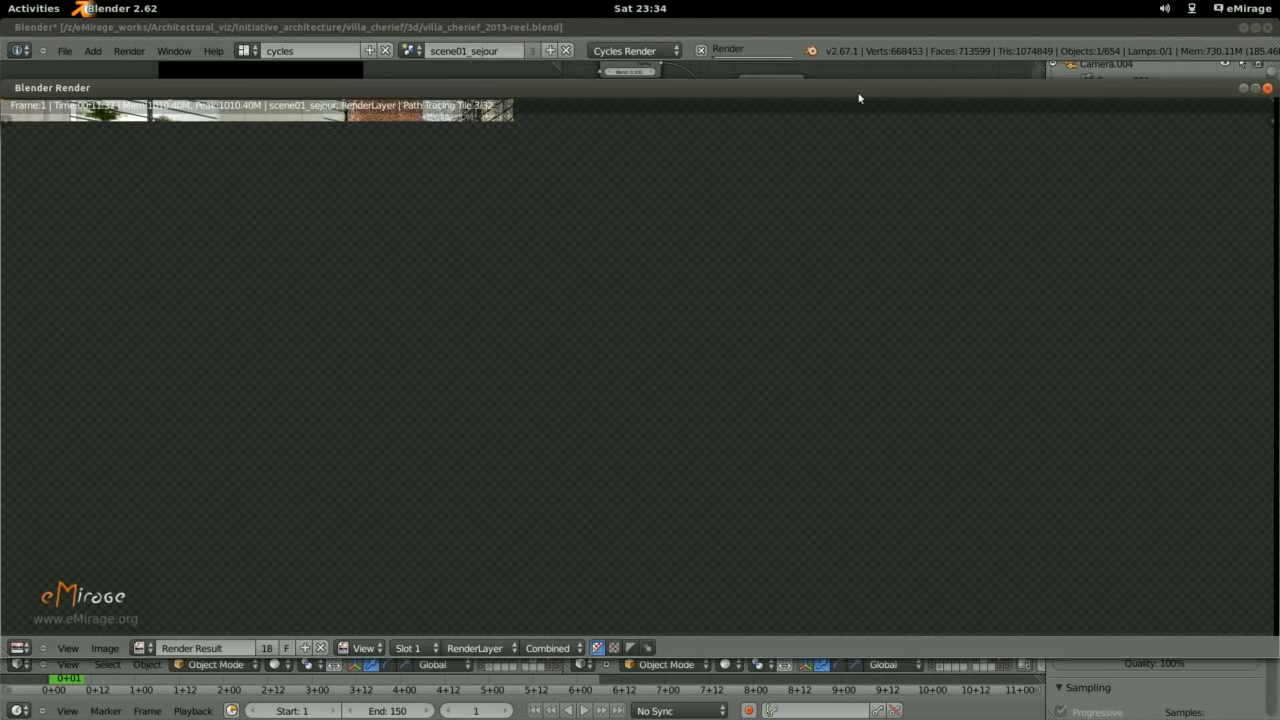 Activities Blender 2.62 Sat 23:34 eMirage
Blender* [/z/eMirage_works/Architectural_viz/Initiative_architecture/villa_cherief/3d/villa_cherief_2013-reel.blend]
File Add Render Window Help cycles scene01_sejour 3 Cycles Render Render v2.67.1 | Verts:668453 | Faces:713599 | Tris:1074849 | Objects:1/654 | Lamps:0/1 | Mem:730.11M (185.46
Blend: 0.100 Camera.004
Blender Render
Frame:1 | Time:00:11.37 | Mem:1010.40M, Peak:1010.40M | scene01_sejour, RenderLayer | Path Tracing Tile 3/32
eMirage
www.eMirage.org
View Image Render Result 18 F View Slot 1 RenderLayer Combined
View Select Object Object Mode Global Object Mode Global Quality: 100%
0+01
0+00 0+12 1+00 1+12 2+00 2+12 3+00 3+12 4+00 4+12 5+00 5+12 6+00 6+12 7+00 7+12 8+00 8+12 9+00 9+12 10+00 10+12 11+00
Sampling
View Marker Frame Playback Start: 1 End: 150 1 No Sync Progressive Samples: